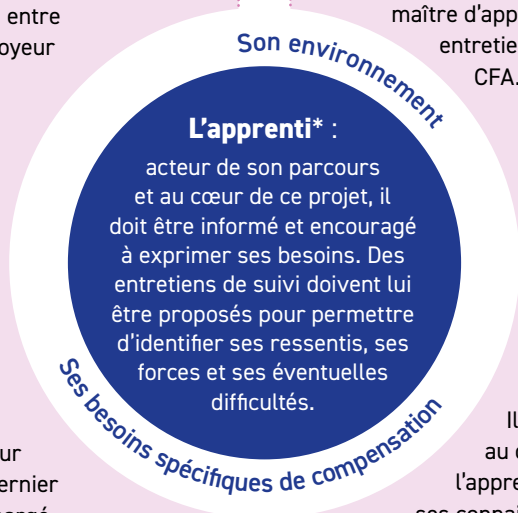 entre
maître d'app
entretie
CFA.
Son environnement
L'apprenti* :
acteur de son parcours
et au cœur de ce projet, il
doit être informé et encouragé
à exprimer ses besoins. Des
entretiens de suivi doivent lui
être proposés pour permettre
d'identifier ses ressentis, ses
forces et ses éventuelles
difficultés.
Ses besoins spécifiques de compensation
Il
au
l'appre
ernier